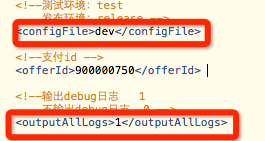 <!--测试环境：test
发布环境：release -->
<configFile>dev</configFile>
<!--支付id -->
<offerId>900000750</offerId>
<!--输出debug日志 1
不输出debug日志 0 -->
<outputAllLogs>1</outputAllLogs>